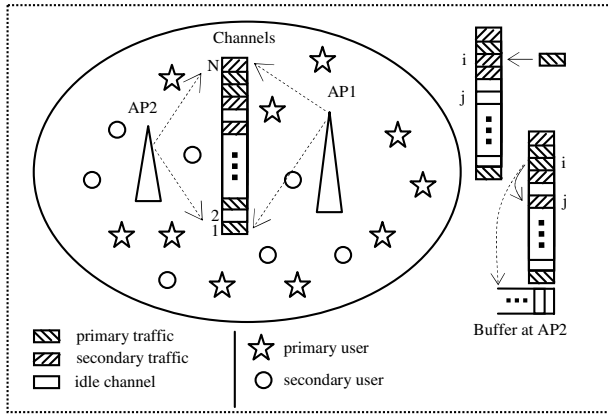 Channels
N
AP2
AP1
2
1
i
j
i
j
Buffer at AP2
primary traffic
secondary traffic
idle channel
primary user
secondary user